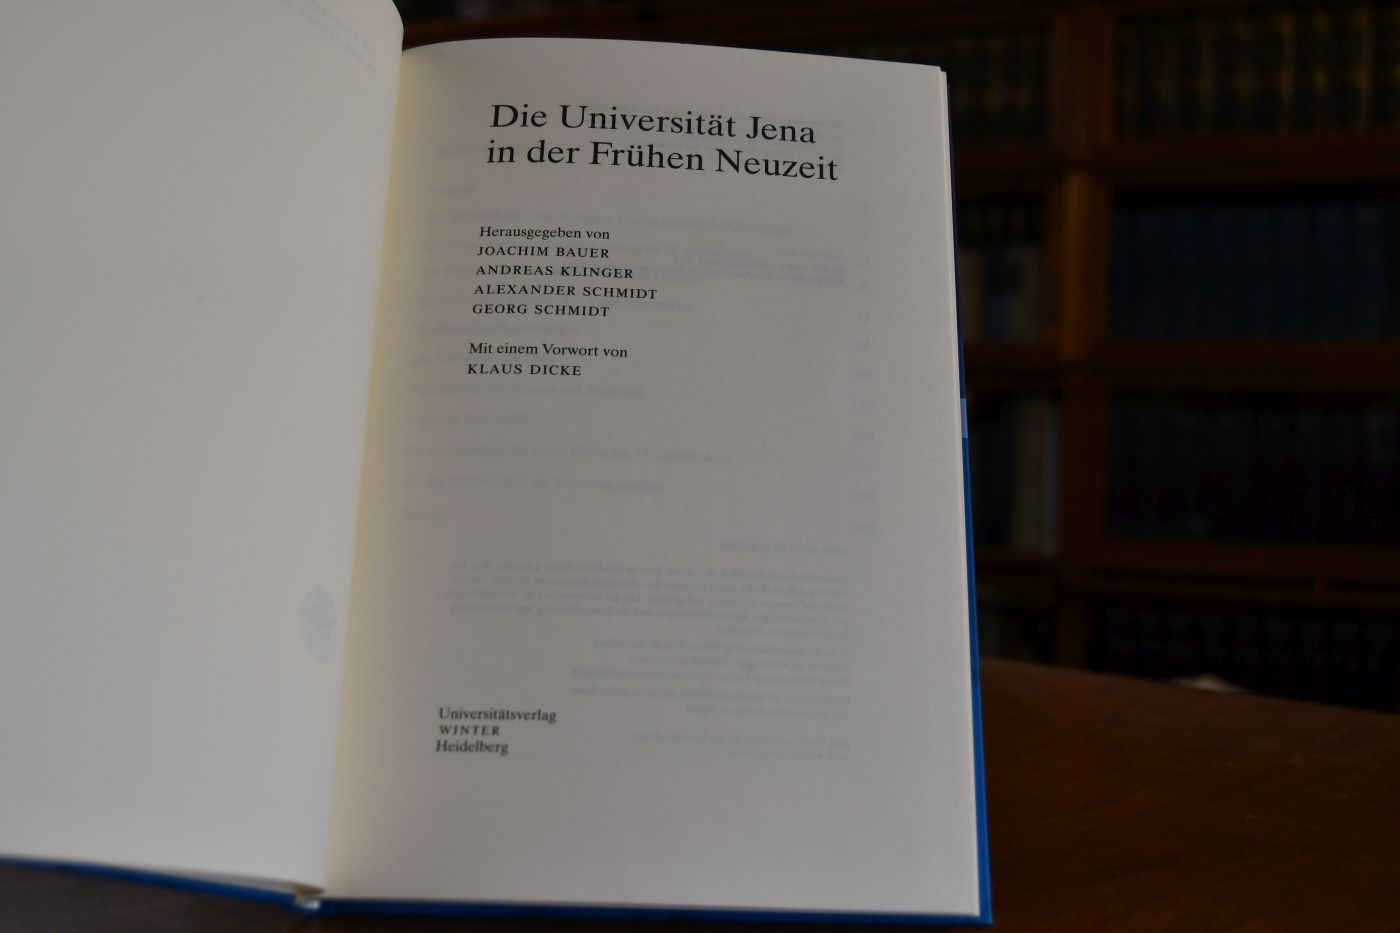 Die Universität Jena
in der Frühen Neuzeit
Herausgegeben von
JOACHIM BAUER
ANDREAS KLINGER
ALEXANDER SCHMIDT
GEORG SCHMIDT
Mit einem Vorwort von
KLAUS DICKE
Universitätsverlag
WINTER
Heidelberg